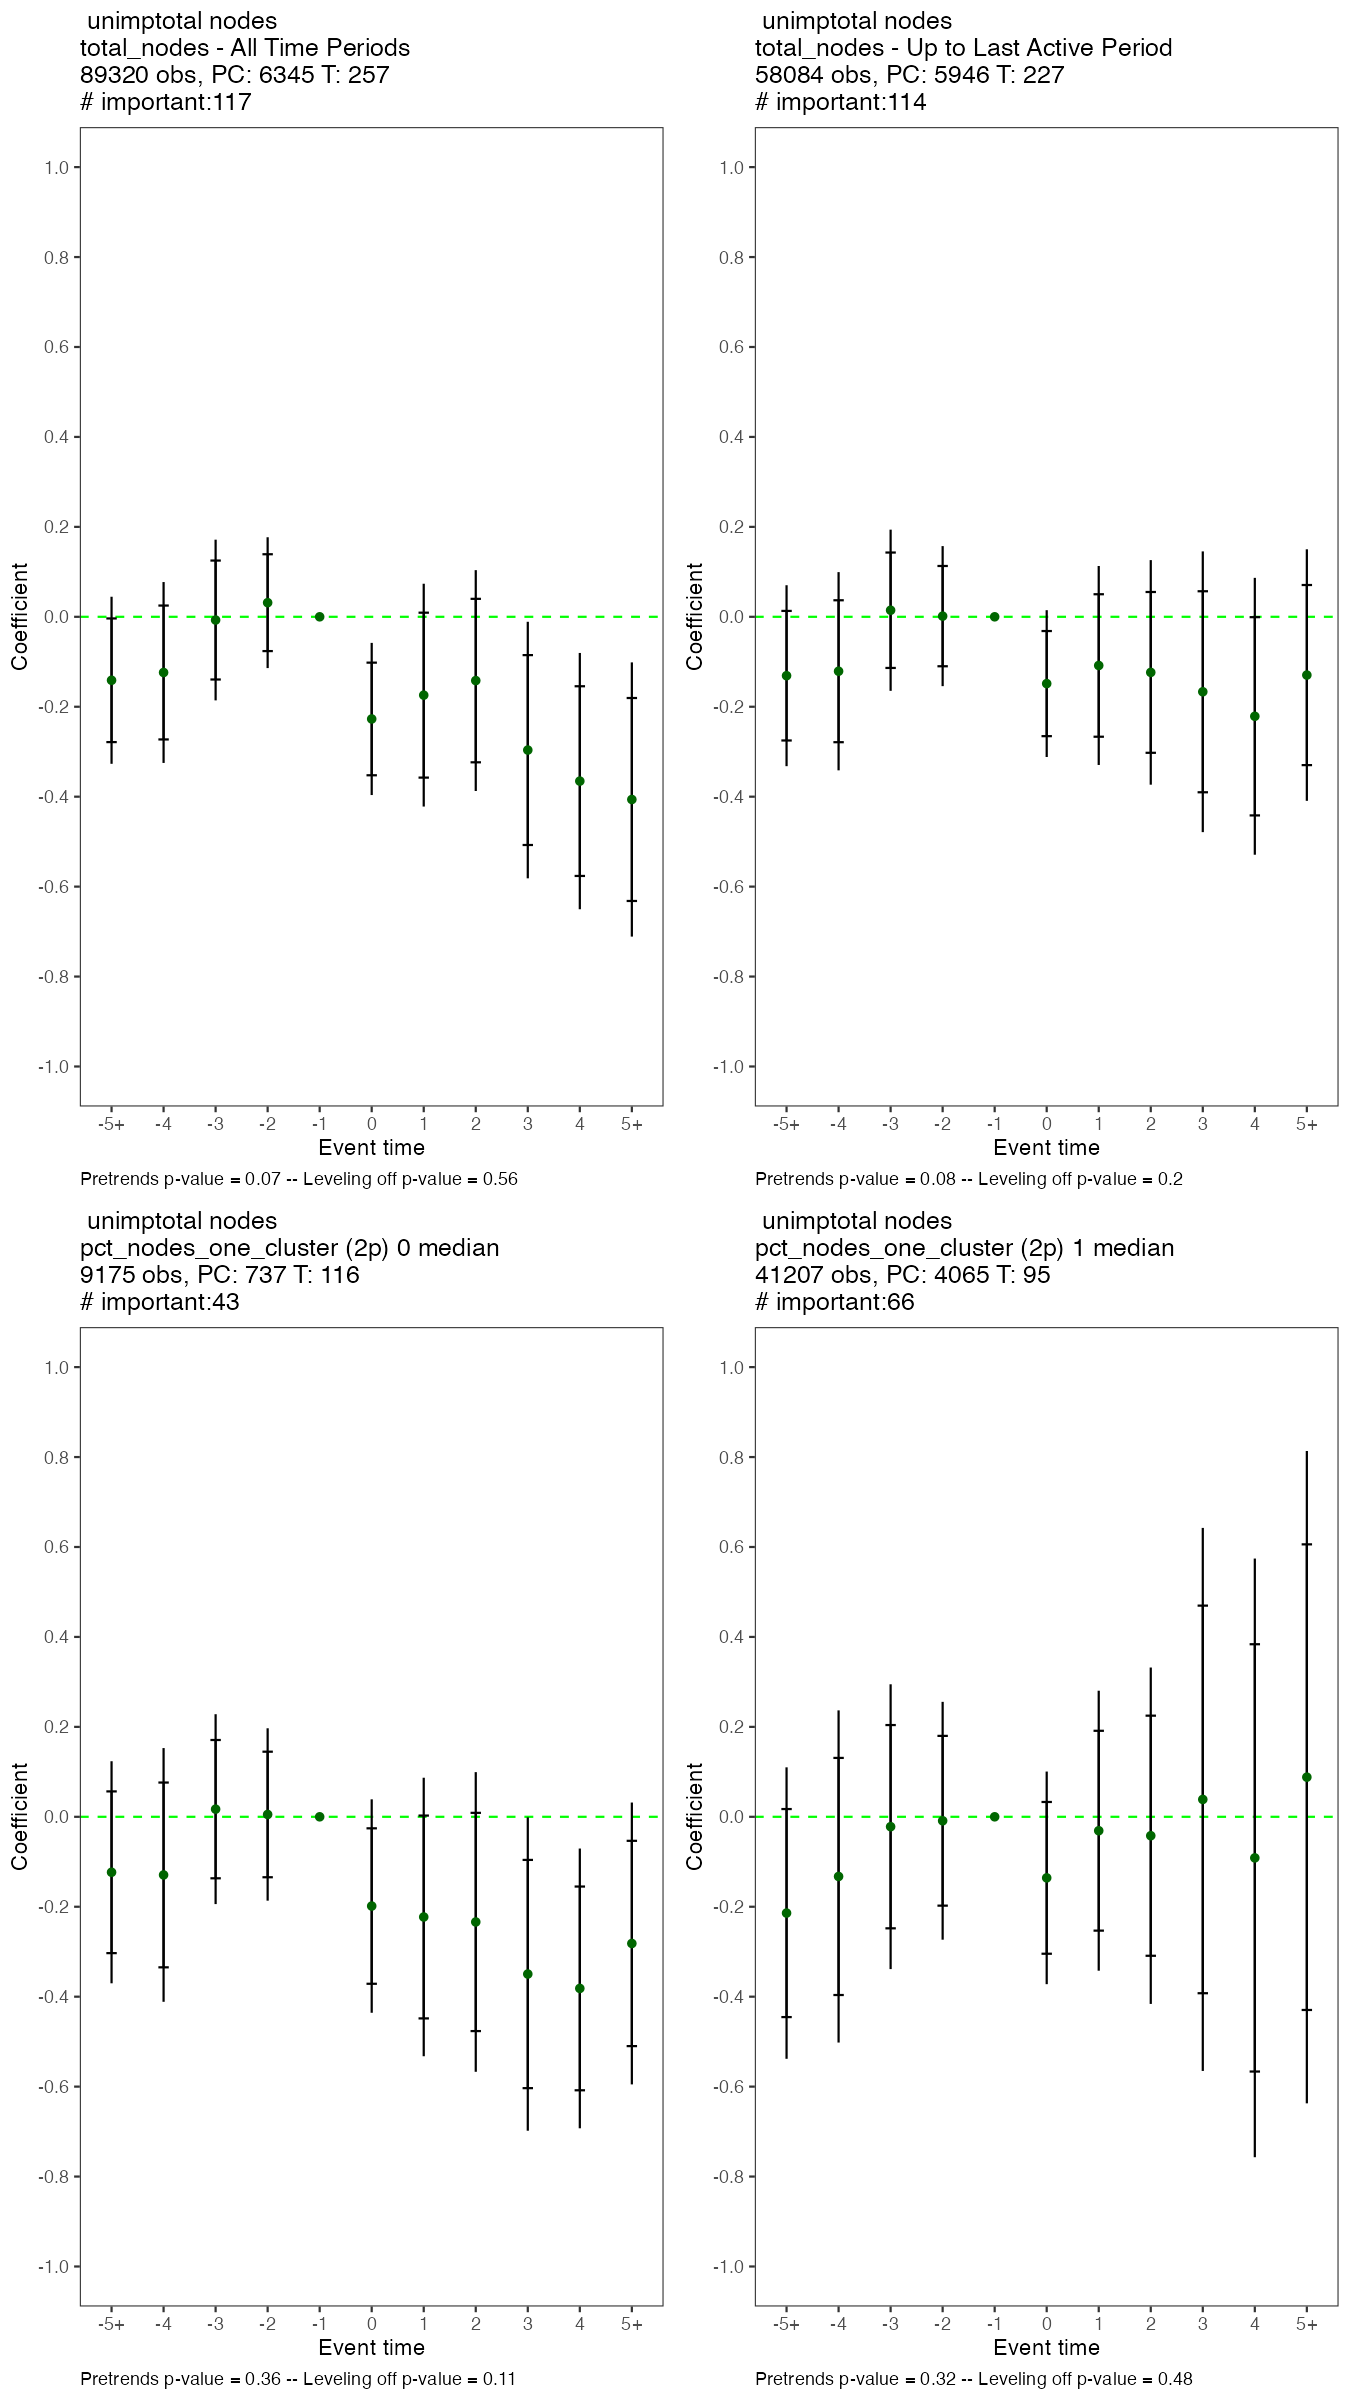 unimptotal nodes
total_nodes - All Time Periods
89320 obs, PC: 6345 T: 257
# important:117
1.0
0.8
0.6
0.4
0.2
0.0
-0.2
-0.4
-0.6
-0.8
-1.0
Coefficient
-5+ -4 -3 -2 -1 0 1 2 3 4 5+
Event time
Pretrends p-value = 0.07 -- Leveling off p-value = 0.56
unimptotal nodes
total_nodes - Up to Last Active Period
58084 obs, PC: 5946 T: 227
# important:114
1.0
0.8
0.6
0.4
0.2
0.0
-0.2
-0.4
-0.6
-0.8
-1.0
Coefficient
-5+ -4 -3 -2 -1 0 1 2 3 4 5+
Event time
Pretrends p-value = 0.08 -- Leveling off p-value = 0.2
unimptotal nodes
pct_nodes_one_cluster (2p) 0 median
9175 obs, PC: 737 T: 116
# important:43
1.0
0.8
0.6
0.4
0.2
0.0
-0.2
-0.4
-0.6
-0.8
-1.0
Coefficient
-5+ -4 -3 -2 -1 0 1 2 3 4 5+
Event time
Pretrends p-value = 0.36 -- Leveling off p-value = 0.11
unimptotal nodes
pct_nodes_one_cluster (2p) 1 median
41207 obs, PC: 4065 T: 95
# important:66
1.0
0.8
0.6
0.4
0.2
0.0
-0.2
-0.4
-0.6
-0.8
-1.0
Coefficient
-5+ -4 -3 -2 -1 0 1 2 3 4 5+
Event time
Pretrends p-value = 0.32 -- Leveling off p-value = 0.48